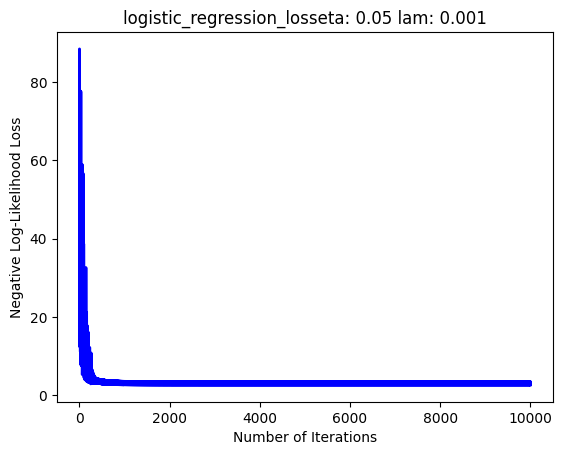 logistic_regression_losseta: 0.05 lam: 0.001
Negative Log-Likelihood Loss
80
60
40
20
0
0 2000 4000 6000 8000 10000
Number of Iterations